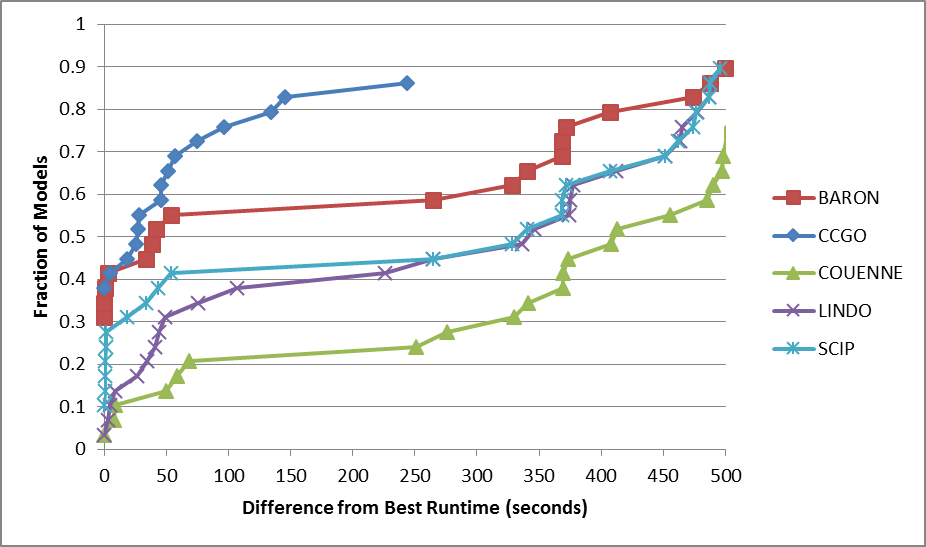 1
0.9
0.8
0.7
0.6
0.5
0.4
0.3
0.2
0.1
0
Fraction of Models
0 50 100 150 200 250 300 350 400 450 500
Difference from Best Runtime (seconds)
BARON
CCGO
COUENNE
LINDO
SCIP